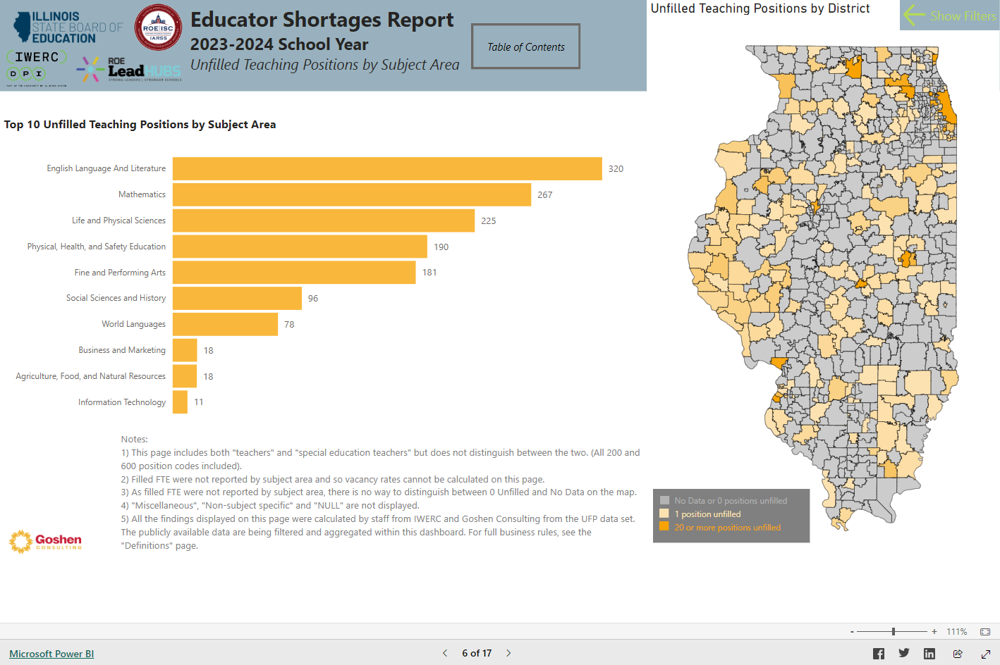 ILLINOIS
STATE BOARD OF
EDUCATION
ROE|ISC
IARSS
IWERC
DPI
ROE
LeadHUBS
STRONG LEADERS | STRONGER SCHOOLS
Educator Shortages Report
2023-2024 School Year
Unfilled Teaching Positions by Subject Area
Table of Contents
Unfilled Teaching Positions by District
Show Filters
Top 10 Unfilled Teaching Positions by Subject Area
English Language And Literature 320
Mathematics 267
Life and Physical Sciences 225
Physical, Health, and Safety Education 190
Fine and Performing Arts 181
Social Sciences and History 96
World Languages 78
Business and Marketing 18
Agriculture, Food, and Natural Resources 18
Information Technology 11
Notes:
1) This page includes both "teachers" and "special education teachers" but does not distinguish between the two. (All 200 and
600 position codes included).
2) Filled FTE were not reported by subject area and so vacancy rates cannot be calculated on this page.
3) As filled FTE were not reported by subject area, there is no way to distinguish between 0 Unfilled and No Data on the map.
4) "Miscellaneous", "Non-subject specific" and "NULL" are not displayed.
5) All the findings displayed on this page were calculated by staff from IWERC and Goshen Consulting from the UFP data set.
The publicly available data are being filtered and aggregated within this dashboard. For full business rules, see the
"Definitions" page.
Goshen
CONSULTING
No Data or 0 positions unfilled
1 position unfilled
20 or more positions unfilled
- + 111%
Microsoft Power BI
6 of 17